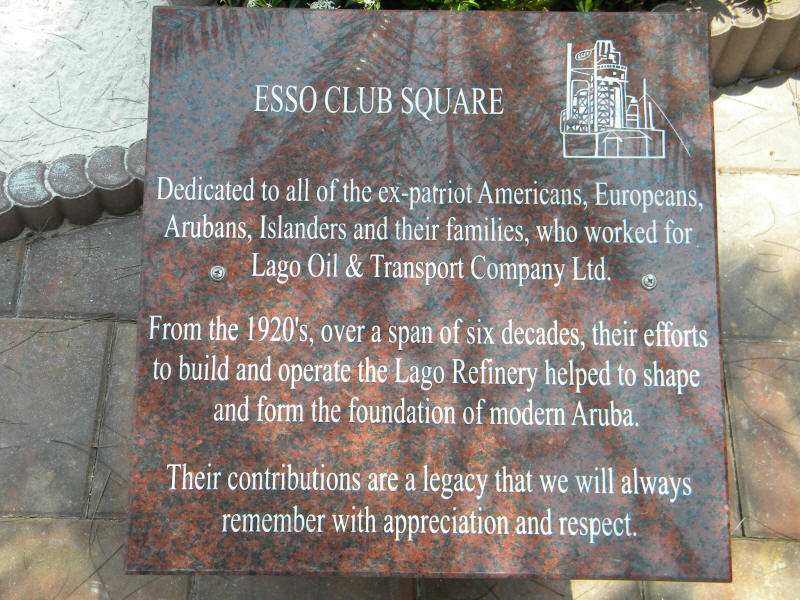 ESSO CLUB SQUARE
Dedicated to all of the ex-patriot Americans, Europeans,
Arubans, Islanders and their families, who worked for
Lago Oil & Transport Company Ltd.
From the 1920's, over a span of six decades, their efforts
to build and operate the Lago Refinery helped to shape
and form the foundation of modern Aruba.
Their contributions are a legacy that we will always
remember with appreciation and respect.